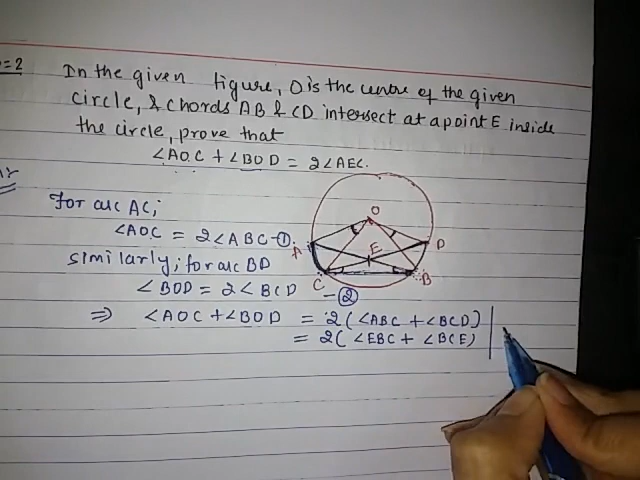 =2 In the given figure, O is the centre of the given
circle, & chords AB & CD intersect at a point E inside
the circle, prove that
∠AOC + ∠BOD = 2∠AEC.
For arc AC;
∠AOC = 2∠ABC-①
similarly; for arc BD
∠BOD = 2∠BCD -②
⇒ ∠AOC + ∠BOD = 2(∠ABC + ∠BCD)
= 2(∠EBC + ∠BCE)
O
A
D
E
C
B